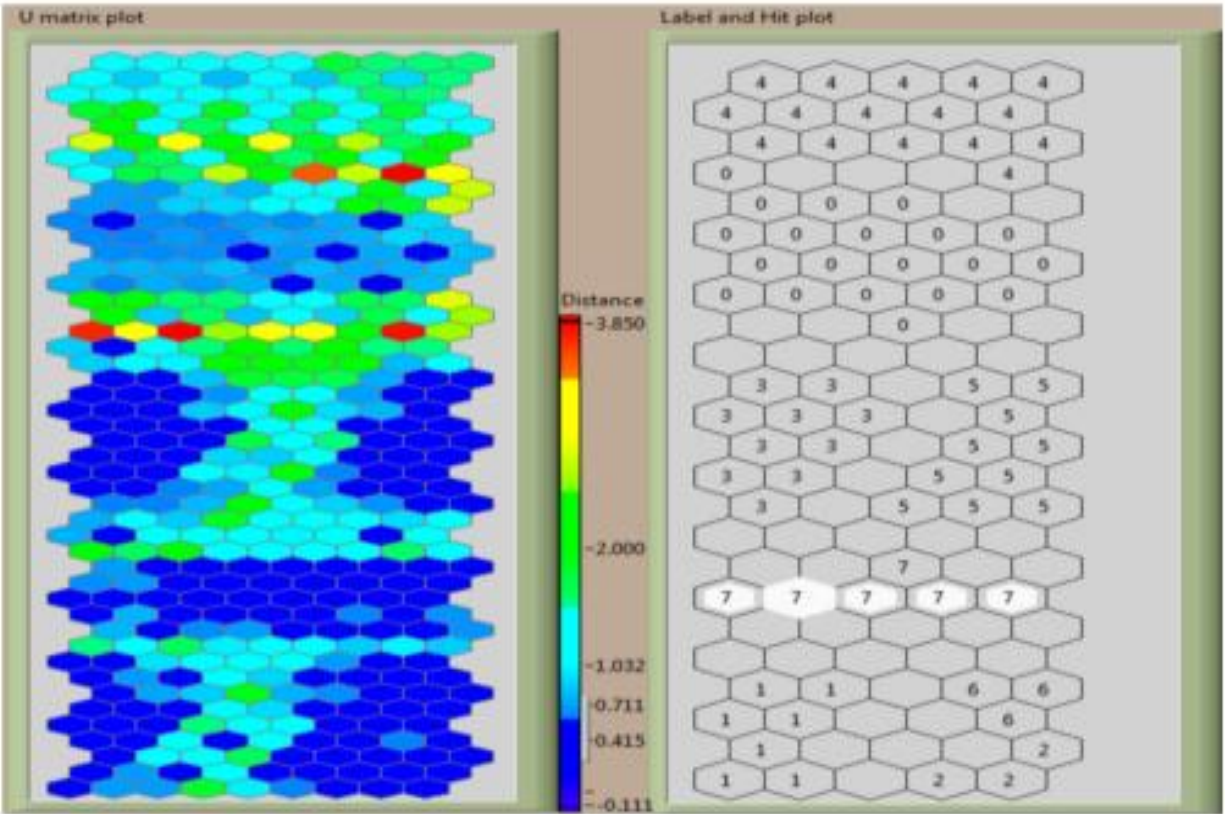 U matrix plot
Label and Hit plot
4 4 4 4 4
4 4 4 4 4
4 4 4 4 4
0 4
0 0 0
0 0 0 0 0
0 0 0 0 0
0 0 0 0 0
0
3 3 5 5
3 3 3 5
3 3 5 5
3 3 5 5
3 5 5 5
7
7 7 7 7 7
1 1 6 6
1 1 6
1 2
1 1 2 2
Distance
-3.850
-2.000
-1.032
0.711
0.415
-0.111